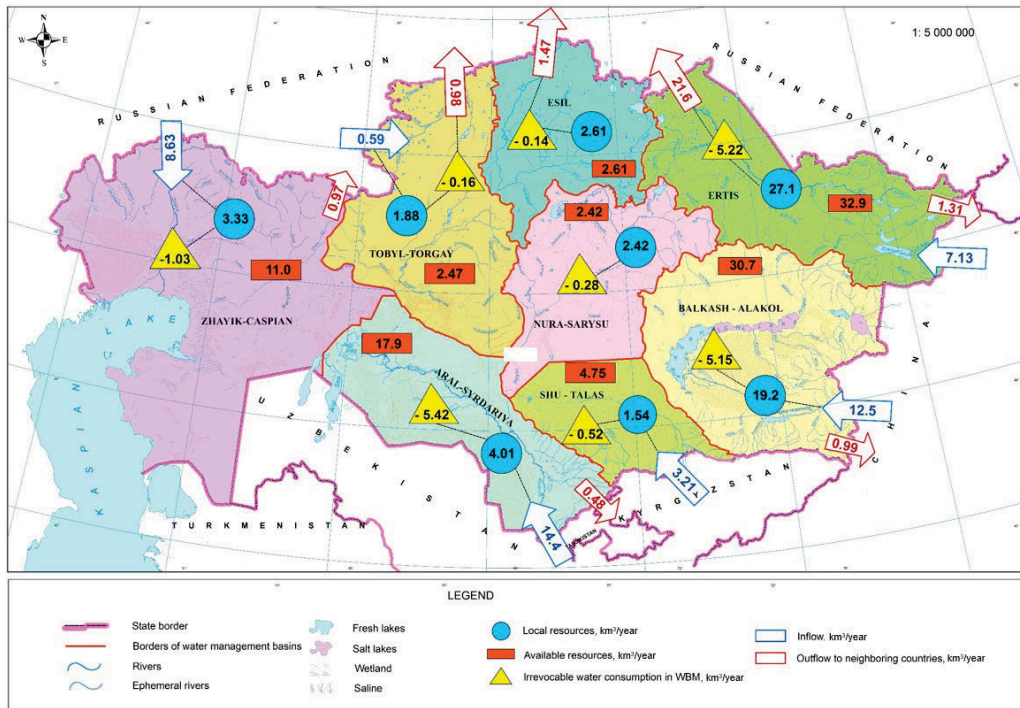 N
W E
S
1: 5 000 000
RUSSIAN FEDERATION
RUSSIAN FEDERATION
1.47
0.98
21.6
8.63
0.59
ESIL
- 0.14
2.61
2.61
- 5.22
27.1
ERTIS
32.9
1.31
7.13
0.97
3.33
-1.03
11.0
ZHAYIK-CASPIAN
- 0.16
1.88
TOBYL-TORGAY
2.47
2.42
2.42
- 0.28
NURA-SARYSU
30.7
BALKASH - ALAKOL
- 5.15
19.2
12.5
0.99
CHINA
17.9
ARAL-SYRDARIYA
- 5.42
4.01
14.4
4.75
SHU - TALAS
1.54
- 0.52
3.21
0.48
KASPIAN LAKE
UZBEKISTAN
TURKMENISTAN
KYRGYZSTAN
LEGEND
State border
Borders of water management basins
Rivers
Ephemeral rivers
Fresh lakes
Salt lakes
Wetland
Saline
Local resources, km³/year
Available resources, km³/year
Irrevocable water consumption in WBM, km³/year
Inflow. km³/year
Outflow to neighboring countries, km³/year